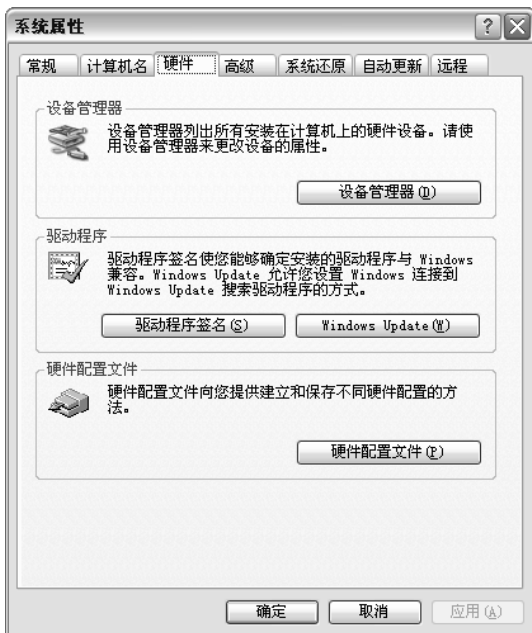 系统属性
常规 计算机名 硬件 高级 系统还原 自动更新 远程
设备管理器
设备管理器列出所有安装在计算机上的硬件设备。请使
用设备管理器来更改设备的属性。
设备管理器(D)
驱动程序
驱动程序签名使您能够确定安装的驱动程序与 Windows
兼容。Windows Update 允许您设置 Windows 连接到
Windows Update 搜索驱动程序的方式。
驱动程序签名(S) Windows Update(W)
硬件配置文件
硬件配置文件向您提供建立和保存不同硬件配置的方
法。
硬件配置文件(P)
确定 取消 应用(A)